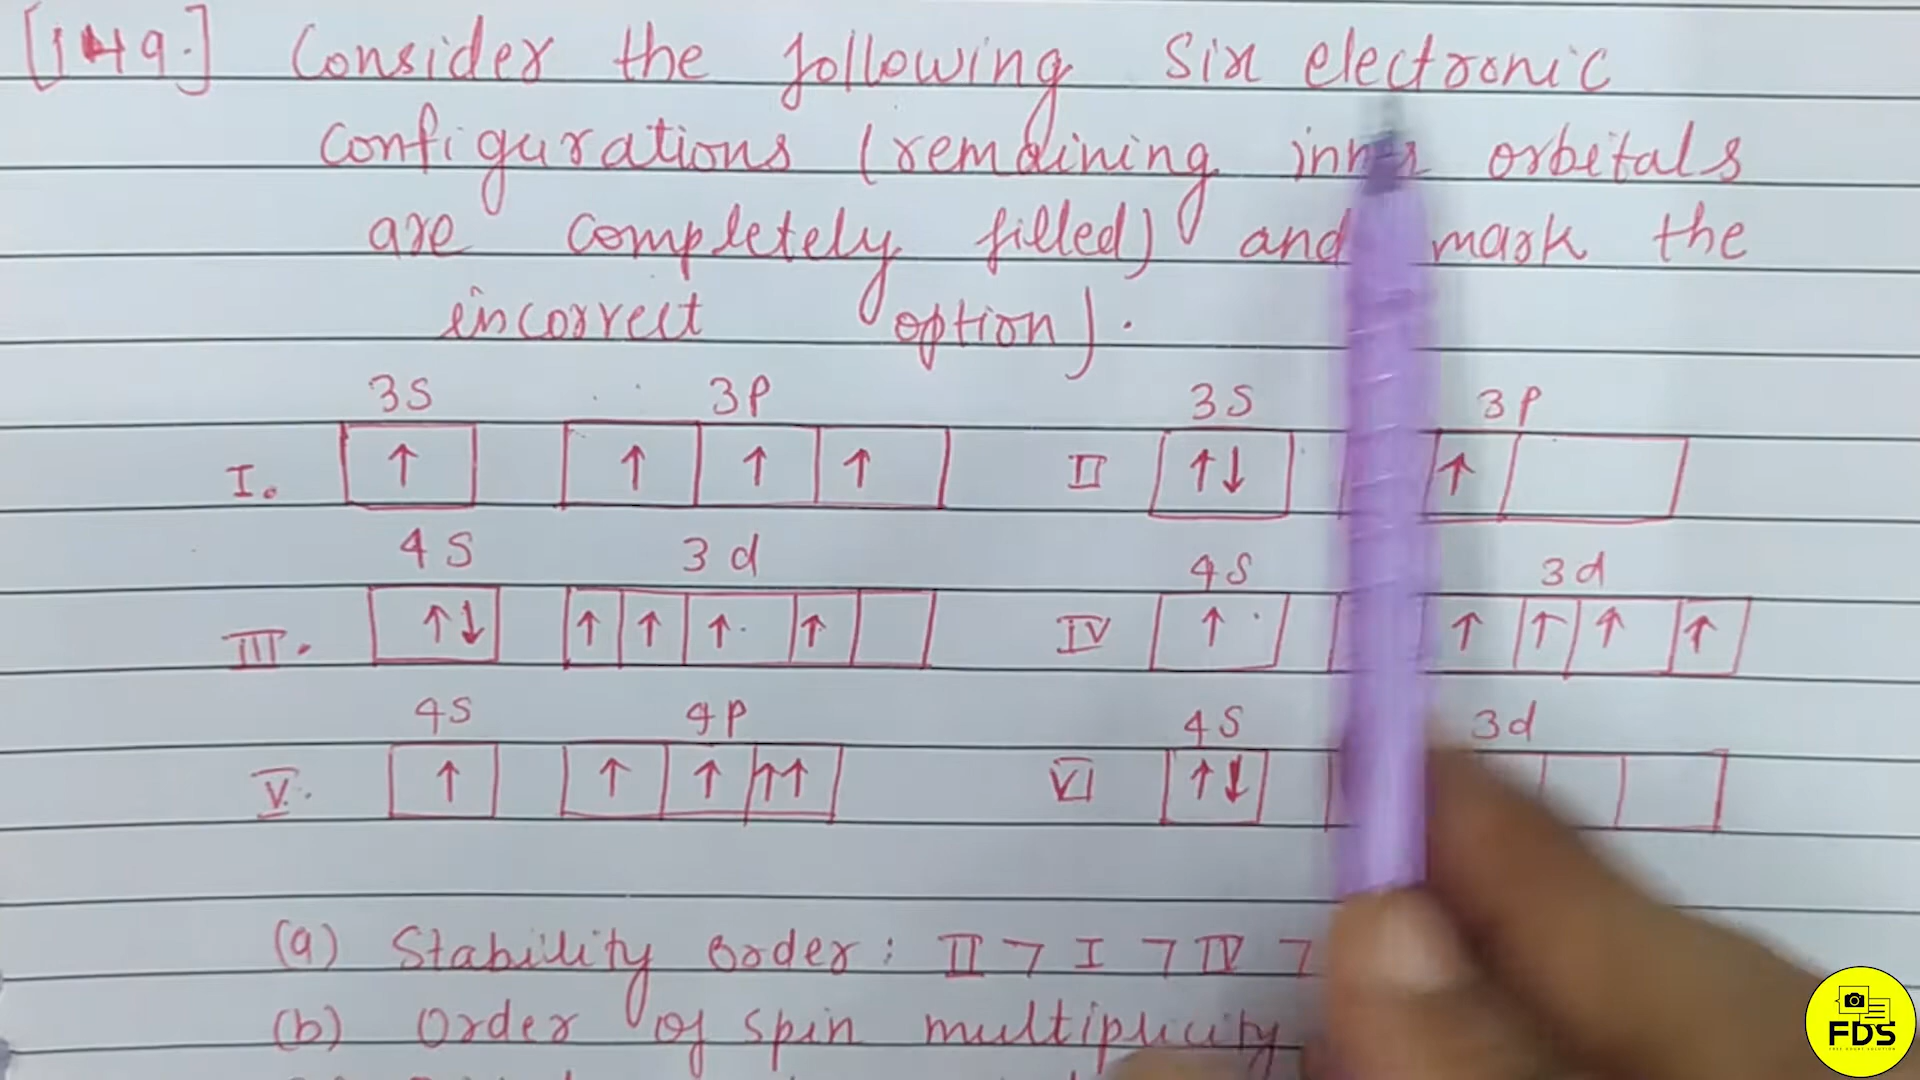 [149.] Consider the following Six electronic
configurations (remaining inner orbitals
are completely filled) and mark the
incorrect option).
3S 3P 3S 3P
I. ↑ ↑ ↑ ↑ II ↑↓ ↑
4S 3d 4S 3d
III. ↑↓ ↑ ↑ ↑ ↑ IV ↑ ↑ ↑ ↑ ↑
4S 4P 4S 3d
V. ↑ ↑ ↑ ↑↑ VI ↑↓
(a) Stability Order : II > I > IV >
(b) Order of spin multiplicity
FDS